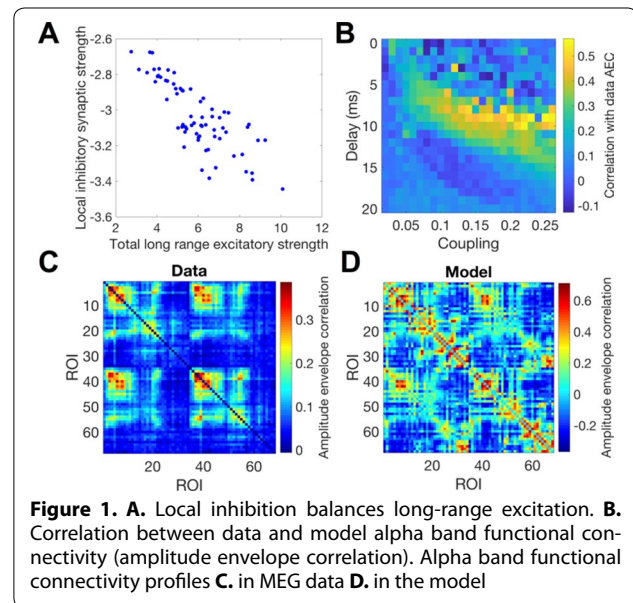 A
B
-2.6
-2.8
-3
-3.2
-3.4
-3.6
2
4
6
8
10
12
Local inhibitory synaptic strength
Total long range excitatory strength
0
5
10
15
20
Delay (ms)
0.05
0.1
0.15
0.2
0.25
Coupling
0.5
0.4
0.3
0.2
0.1
0
-0.1
Correlation with data AEC
C
Data
10
20
30
40
50
60
ROI
20
40
60
ROI
0.3
0.2
0.1
0
Amplitude envelope correlation
D
Model
10
20
30
40
50
60
ROI
20
40
60
ROI
0.6
0.4
0.2
0
-0.2
Amplitude envelope correlation
Figure 1. A. Local inhibition balances long-range excitation. B.
Correlation between data and model alpha band functional con-
nectivity (amplitude envelope correlation). Alpha band functional
connectivity profiles C. in MEG data D. in the model